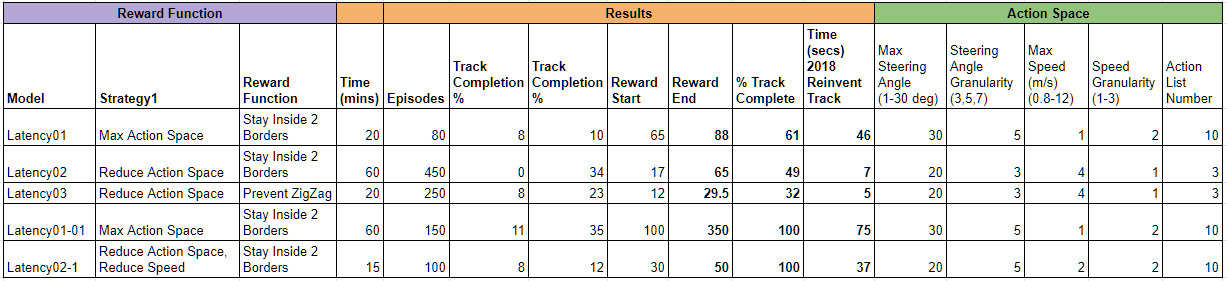 Reward Function Results Action Space
Model Strategy1 Reward Function Time (mins) Episodes Track Completion % Track Completion % Reward Start Reward End % Track Complete Time (secs) 2018 Reinvent Track Max Steering Angle (1-30 deg) Steering Angle Granularity (3,5,7) Max Speed (m/s) (0.8-12) Speed Granularity (1-3) Action List Number
Latency01 Max Action Space Stay Inside 2 Borders 20 80 8 10 65 88 61 46 30 5 1 2 10
Latency02 Reduce Action Space Stay Inside 2 Borders 60 450 0 34 17 65 49 7 20 3 4 1 3
Latency03 Reduce Action Space Prevent ZigZag 20 250 8 23 12 29.5 32 5 20 3 4 1 3
Latency01-01 Max Action Space Stay Inside 2 Borders 60 150 11 35 100 350 100 75 30 5 1 2 10
Latency02-1 Reduce Action Space, Reduce Speed Stay Inside 2 Borders 15 100 8 12 30 50 100 37 20 5 2 2 10